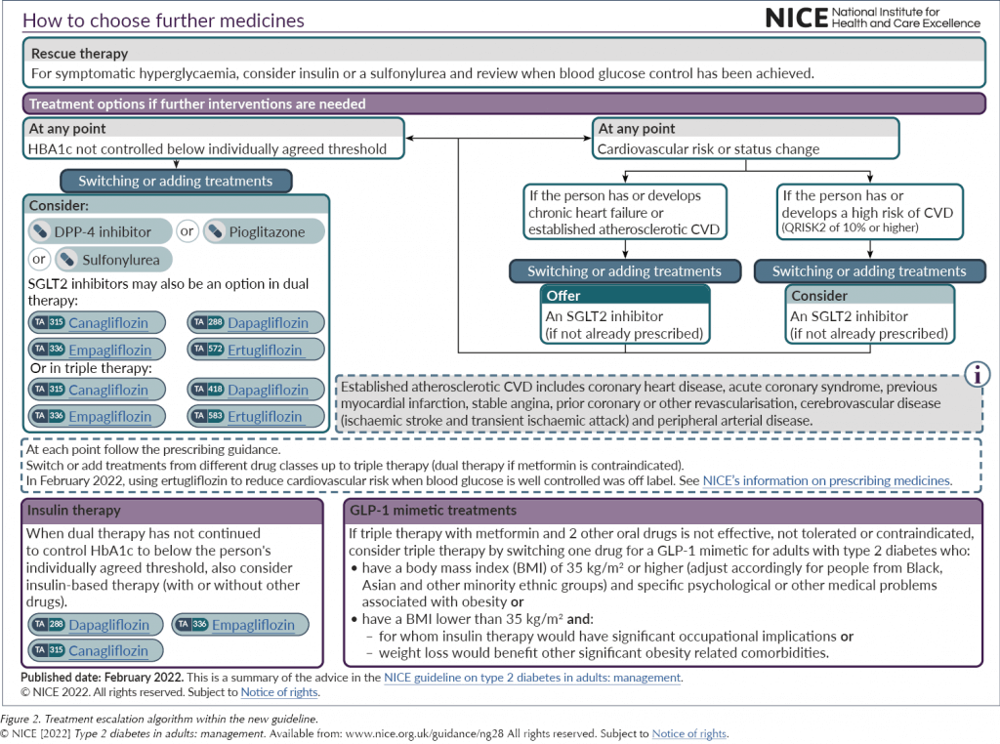 How to choose further medicines
NICE National Institute for
Health and Care Excellence
Rescue therapy
For symptomatic hyperglycaemia, consider insulin or a sulfonylurea and review when blood glucose control has been achieved.
Treatment options if further interventions are needed
At any point
HBA1c not controlled below individually agreed threshold
Switching or adding treatments
Consider:
DPP-4 inhibitor or Pioglitazone
or Sulfonylurea
SGLT2 inhibitors may also be an option in dual
therapy:
TA 315 Canagliflozin TA 288 Dapagliflozin
TA 336 Empagliflozin TA 572 Ertugliflozin
Or in triple therapy:
TA 315 Canagliflozin TA 418 Dapagliflozin
TA 336 Empagliflozin TA 583 Ertugliflozin
At any point
Cardiovascular risk or status change
If the person has or develops
chronic heart failure or
established atherosclerotic CVD
Switching or adding treatments
Offer
An SGLT2 inhibitor
(if not already prescribed)
If the person has or
develops a high risk of CVD
(QRISK2 of 10% or higher)
Switching or adding treatments
Consider
An SGLT2 inhibitor
(if not already prescribed)
i
Established atherosclerotic CVD includes coronary heart disease, acute coronary syndrome, previous
myocardial infarction, stable angina, prior coronary or other revascularisation, cerebrovascular disease
(ischaemic stroke and transient ischaemic attack) and peripheral arterial disease.
At each point follow the prescribing guidance.
Switch or add treatments from different drug classes up to triple therapy (dual therapy if metformin is contraindicated).
In February 2022, using ertugliflozin to reduce cardiovascular risk when blood glucose is well controlled was off label. See NICE's information on prescribing medicines.
Insulin therapy
When dual therapy has not continued
to control HbA1c to below the person's
individually agreed threshold, also consider
insulin-based therapy (with or without other
drugs).
TA 288 Dapagliflozin TA 336 Empagliflozin
TA 315 Canagliflozin
GLP-1 mimetic treatments
If triple therapy with metformin and 2 other oral drugs is not effective, not tolerated or contraindicated,
consider triple therapy by switching one drug for a GLP-1 mimetic for adults with type 2 diabetes who:
• have a body mass index (BMI) of 35 kg/m² or higher (adjust accordingly for people from Black,
Asian and other minority ethnic groups) and specific psychological or other medical problems
associated with obesity or
• have a BMI lower than 35 kg/m² and:
– for whom insulin therapy would have significant occupational implications or
– weight loss would benefit other significant obesity related comorbidities.
Published date: February 2022. This is a summary of the advice in the NICE guideline on type 2 diabetes in adults: management.
© NICE 2022. All rights reserved. Subject to Notice of rights.
Figure 2. Treatment escalation algorithm within the new guideline.
© NICE [2022] Type 2 diabetes in adults: management. Available from: www.nice.org.uk/guidance/ng28 All rights reserved. Subject to Notice of rights.